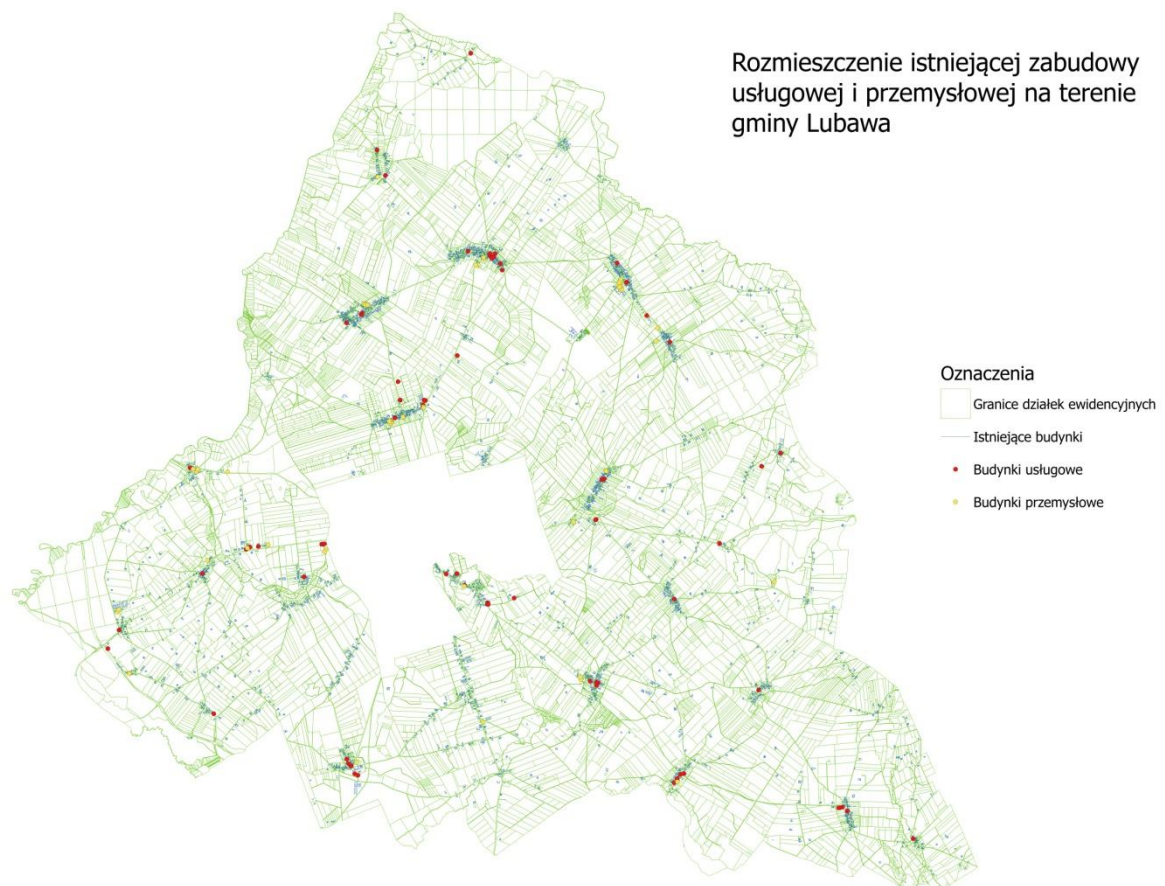 Rozmieszczenie istniejącej zabudowy
usługowej i przemysłowej na terenie
gminy Lubawa
Oznaczenia
Granice działek ewidencyjnych
Istniejące budynki
Budynki usługowe
Budynki przemysłowe